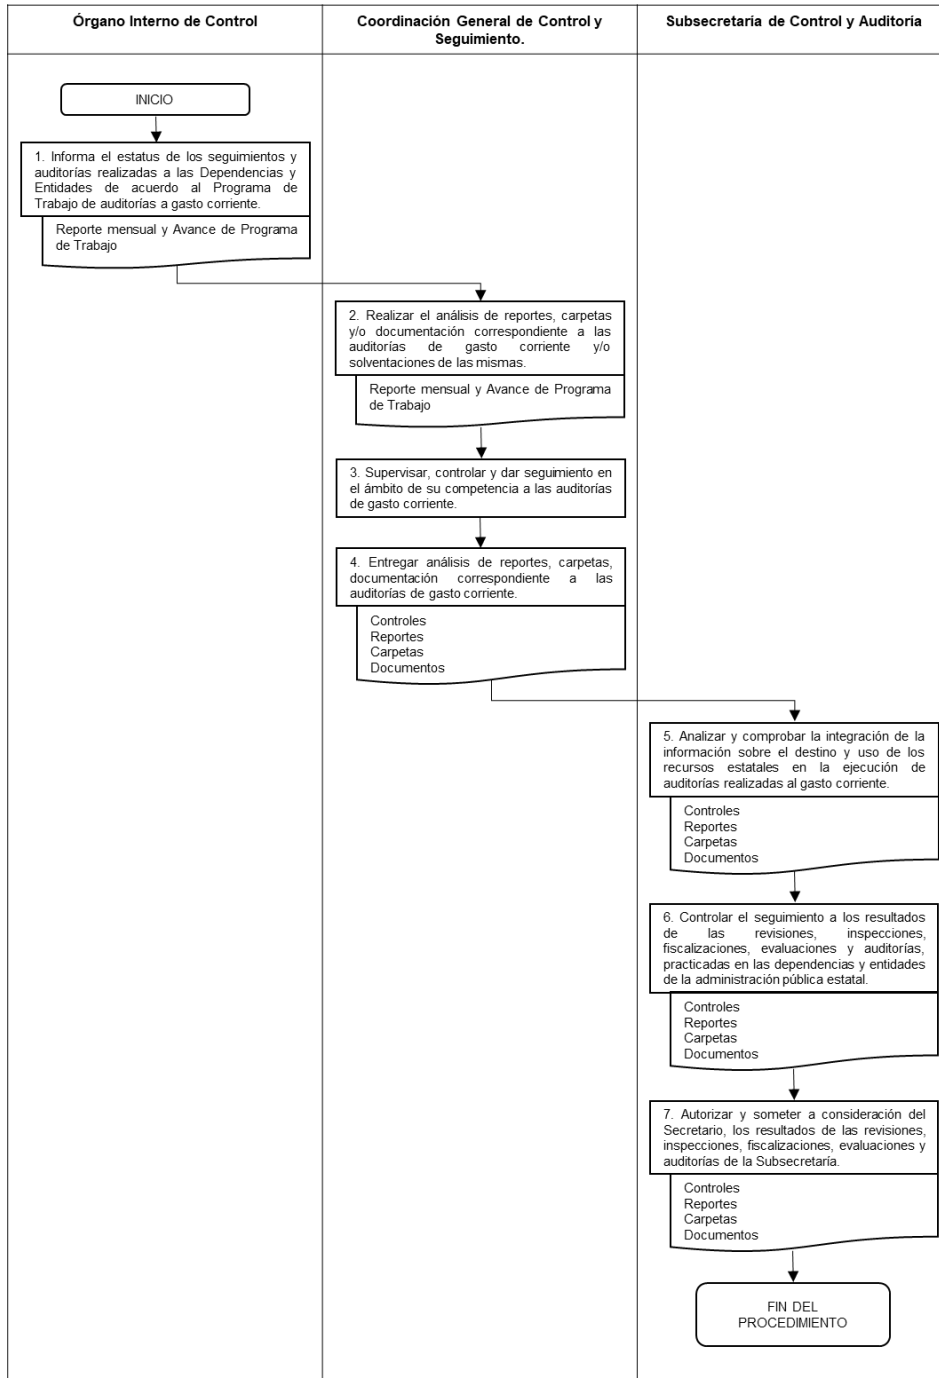 Órgano Interno de Control
Coordinación General de Control y
Seguimiento.
Subsecretaría de Control y Auditoría
INICIO
1. Informa el estatus de los seguimientos y
auditorías realizadas a las Dependencias y
Entidades de acuerdo al Programa de
Trabajo de auditorías a gasto corriente.
Reporte mensual y Avance de Programa
de Trabajo
2. Realizar el análisis de reportes, carpetas
y/o documentación correspondiente a las
auditorías de gasto corriente y/o
solventaciones de las mismas.
Reporte mensual y Avance de Programa
de Trabajo
3. Supervisar, controlar y dar seguimiento en
el ámbito de su competencia a las auditorías
de gasto corriente.
4. Entregar análisis de reportes, carpetas,
documentación correspondiente a las
auditorías de gasto corriente.
Controles
Reportes
Carpetas
Documentos
5. Analizar y comprobar la integración de la
información sobre el destino y uso de los
recursos estatales en la ejecución de
auditorías realizadas al gasto corriente.
Controles
Reportes
Carpetas
Documentos
6. Controlar el seguimiento a los resultados
de las revisiones, inspecciones,
fiscalizaciones, evaluaciones y auditorías,
practicadas en las dependencias y entidades
de la administración pública estatal.
Controles
Reportes
Carpetas
Documentos
7. Autorizar y someter a consideración del
Secretario, los resultados de las revisiones,
inspecciones, fiscalizaciones, evaluaciones y
auditorías de la Subsecretaría.
Controles
Reportes
Carpetas
Documentos
FIN DEL
PROCEDIMIENTO